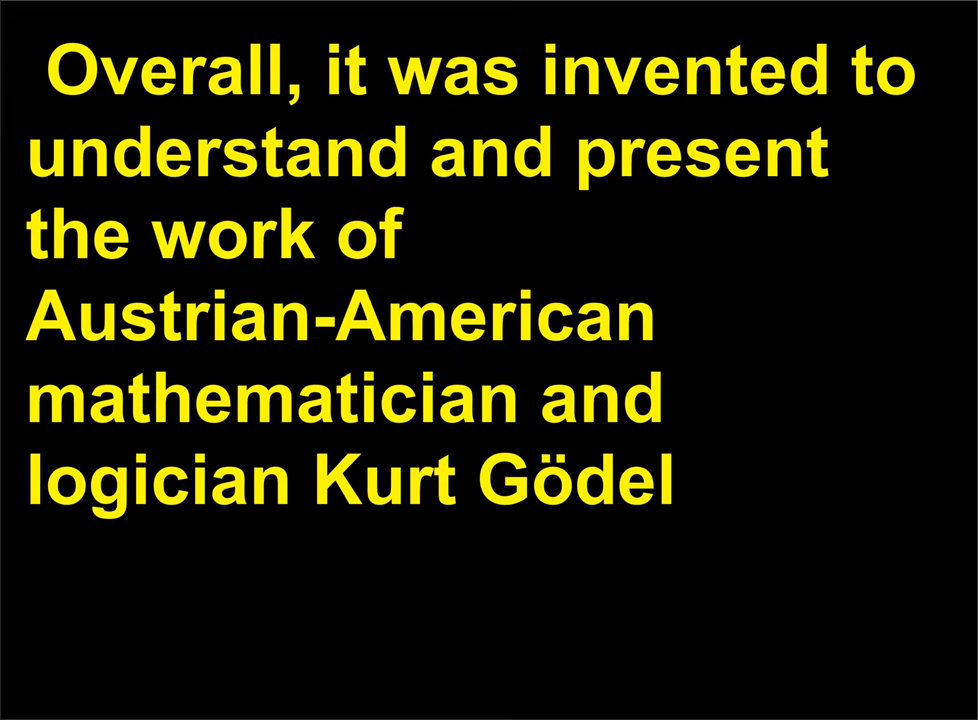 Overall, it was invented to
understand and present
the work of
Austrian-American
mathematician and
logician Kurt Gödel